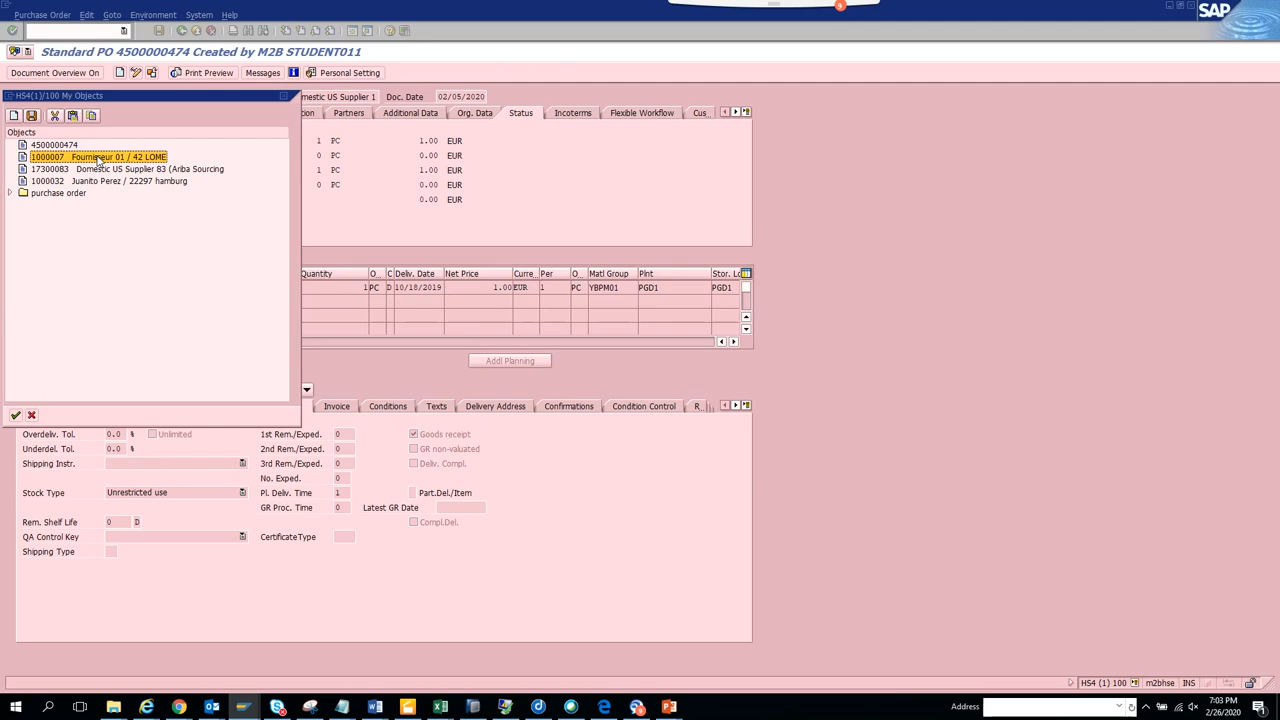 Purchase Order Edit Goto Environment System Help
9
SAP
Standard PO 4500000474 Created by M2B STUDENT011
Document Overview On Print Preview Messages Personal Setting
HS4(1)/100 My Objects
omestic US Supplier 1 Doc. Date 02/05/2020
tion Partners Additional Data Org. Data Status Incoterms Flexible Workflow Cus...
Objects
1 PC 1.00 EUR
4500000474
0 PC 0.00 EUR
1000007 Fournisseur 01 / 42 LOME
1 PC 1.00 EUR
17300083 Domestic US Supplier 83 (Ariba Sourcing
0 PC 0.00 EUR
1000032 Juanito Perez / 22297 hamburg
0.00 EUR
purchase order
Quantity O... C Deliv. Date Net Price Curre... Per O... Matl Group Plnt Stor. Lo
1 PC D 10/18/2019 1.00 EUR 1 PC YBPM01 PGD1 PGD1
Addl Planning
Invoice Conditions Texts Delivery Address Confirmations Condition Control R...
Overdeliv. Tol. 0.0 % Unlimited 1st Rem./Exped. 0 Goods receipt
Underdel. Tol. 0.0 % 2nd Rem./Exped. 0 GR non-valuated
Shipping Instr. 3rd Rem./Exped. 0 Deliv. Compl.
No. Exped. 0
Stock Type Unrestricted use Pl. Deliv. Time 1 Part.Del./Item
GR Proc. Time 0 Latest GR Date
Rem. Shelf Life 0 D Compl.Del.
QA Control Key CertificateType
Shipping Type
HS4 (1) 100 m2bhse INS
Address 7:03 PM
2/26/2020